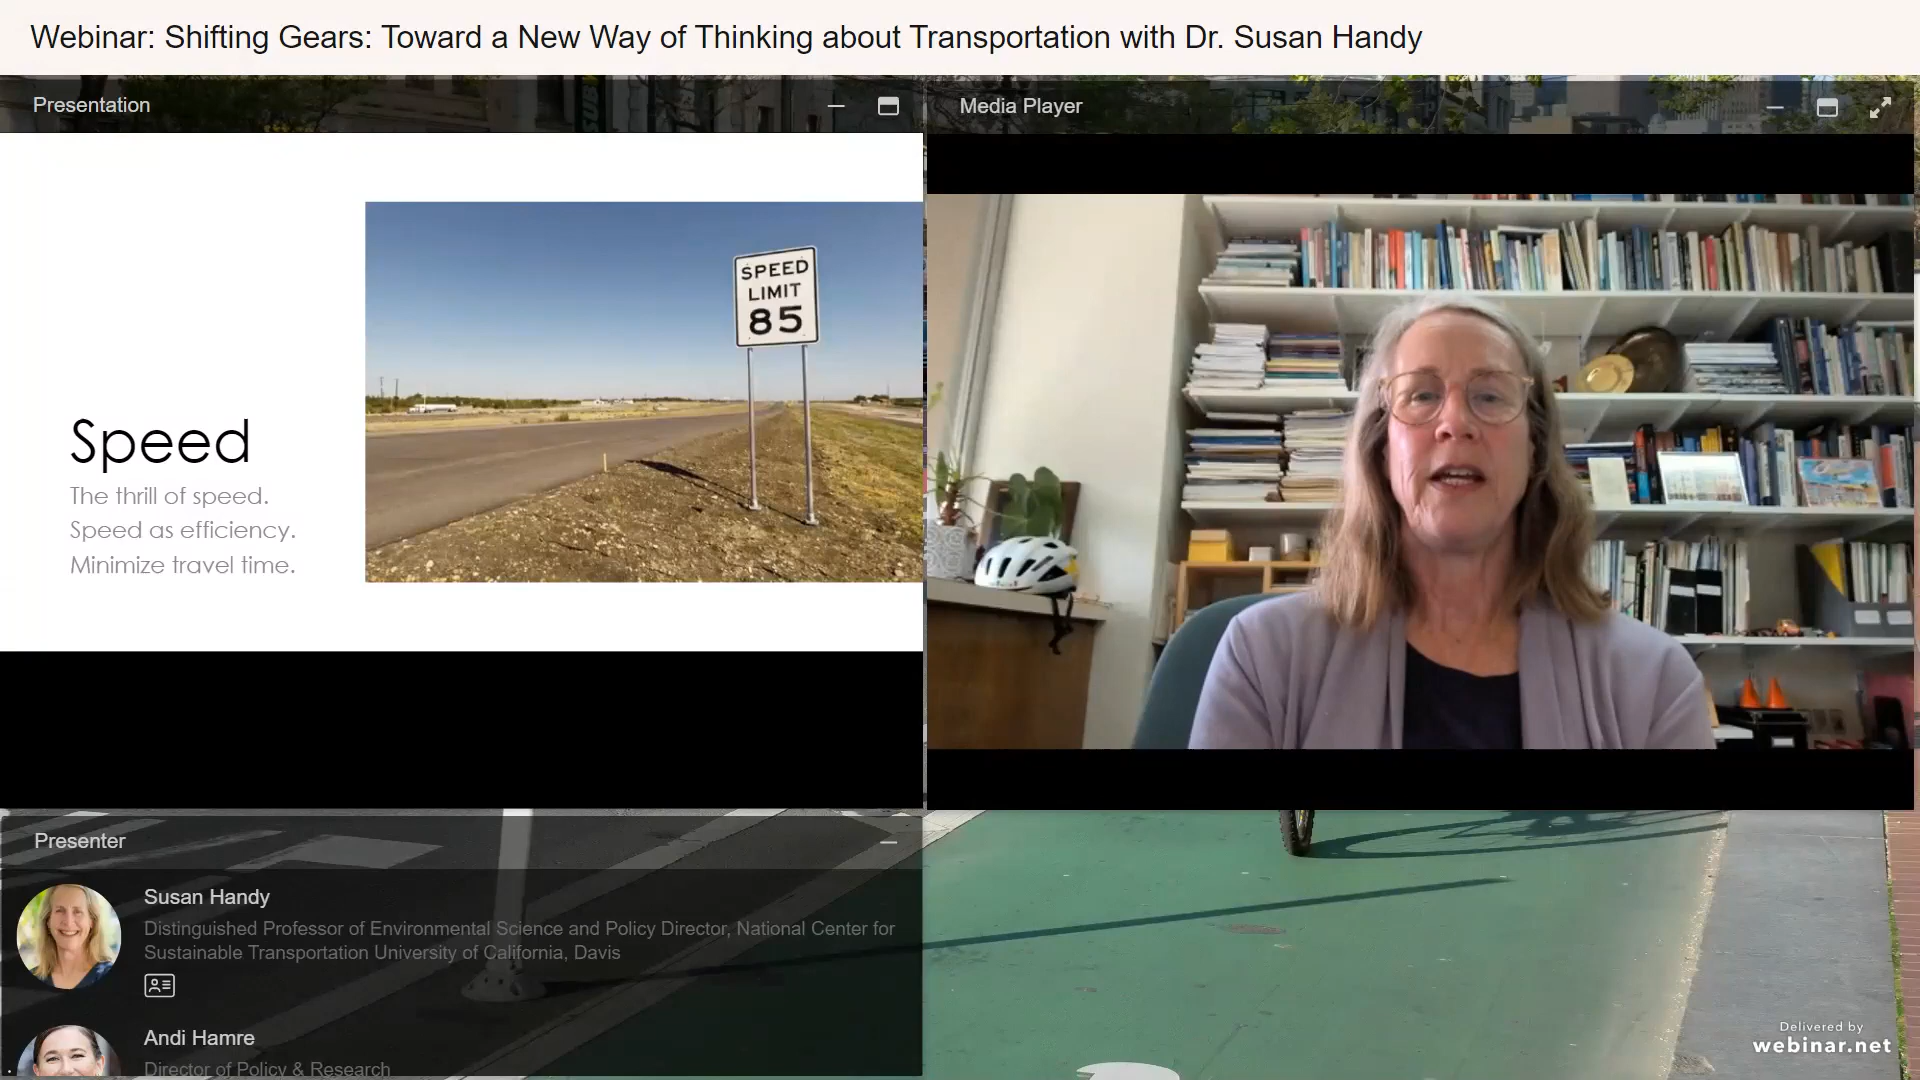 Webinar: Shifting Gears: Toward a New Way of Thinking about Transportation with Dr. Susan Handy
Presentation
Media Player
SPEED
LIMIT
85
Speed
The thrill of speed.
Speed as efficiency.
Minimize travel time.
Presenter
Susan Handy
Distinguished Professor of Environmental Science and Policy Director, National Center for
Sustainable Transportation University of California, Davis
Andi Hamre
Director of Policy & Research
Delivered by
webinar.net